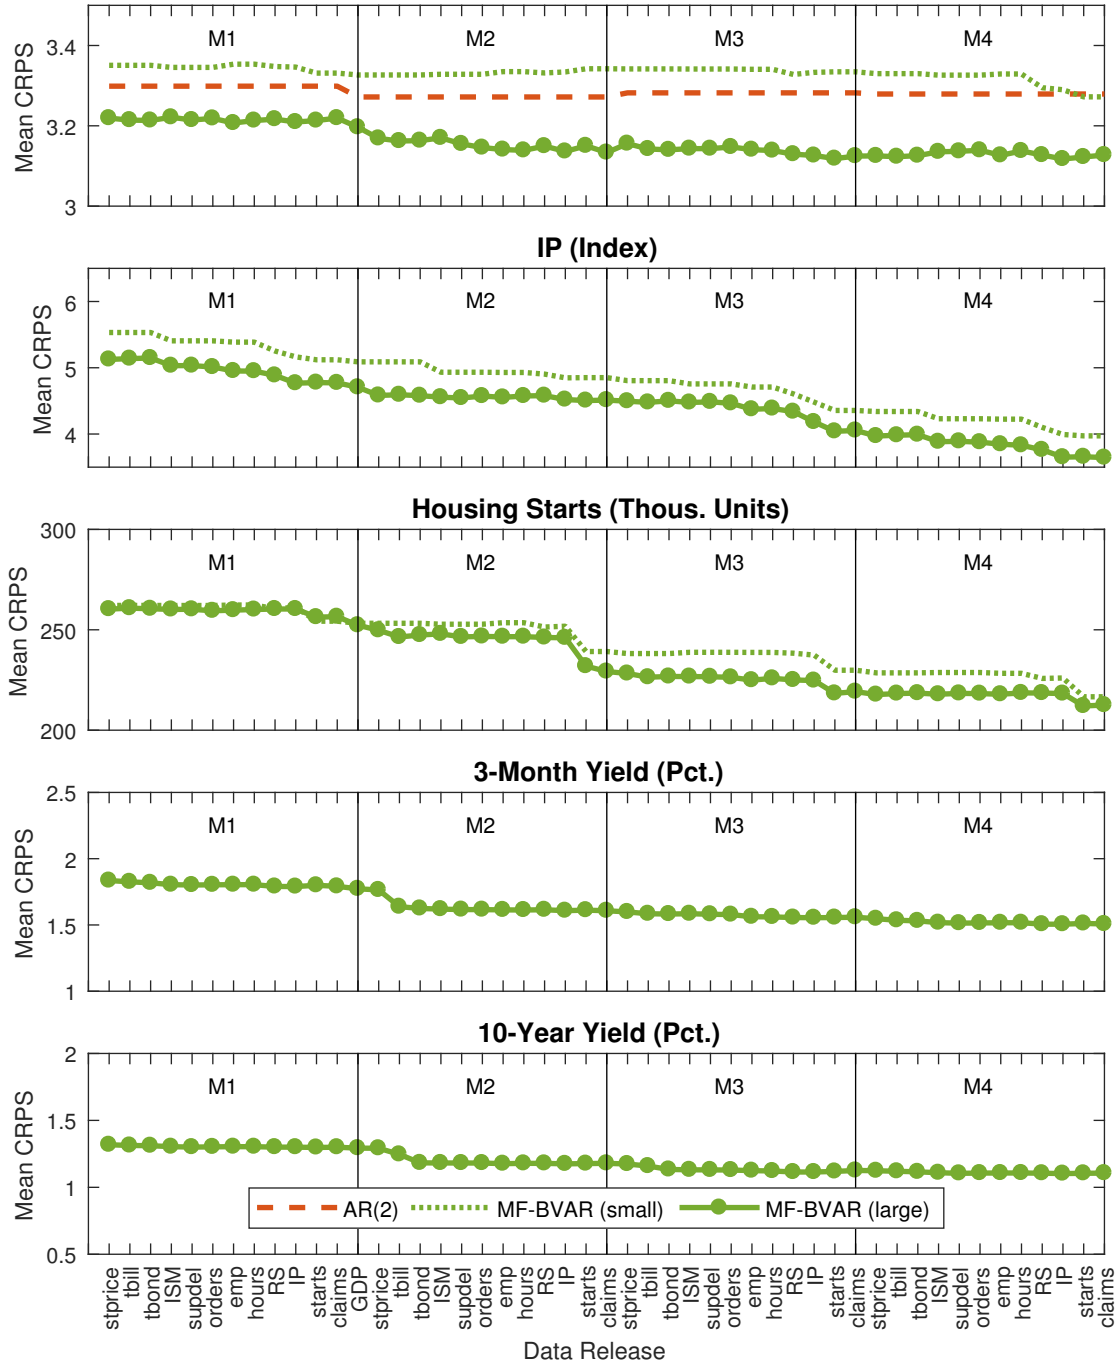 3.4
3.2
3
Mean CRPS
M1
M2
M3
M4
IP (Index)
6
5
4
Mean CRPS
M1
M2
M3
M4
Housing Starts (Thous. Units)
300
250
200
Mean CRPS
M1
M2
M3
M4
3-Month Yield (Pct.)
2.5
2
1.5
1
Mean CRPS
M1
M2
M3
M4
10-Year Yield (Pct.)
2
1.5
1
0.5
Mean CRPS
M1
M2
M3
M4
AR(2)
MF-BVAR (small)
MF-BVAR (large)
stprice
tbill
tbond
ISM
supdel
orders
emp
hours
RS
IP
starts
claims
GDP
stprice
tbill
tbond
ISM
supdel
orders
emp
hours
RS
IP
starts
claims
stprice
tbill
tbond
ISM
supdel
orders
emp
hours
RS
IP
starts
claims
stprice
tbill
tbond
ISM
supdel
orders
emp
hours
RS
IP
starts
claims
Data Release